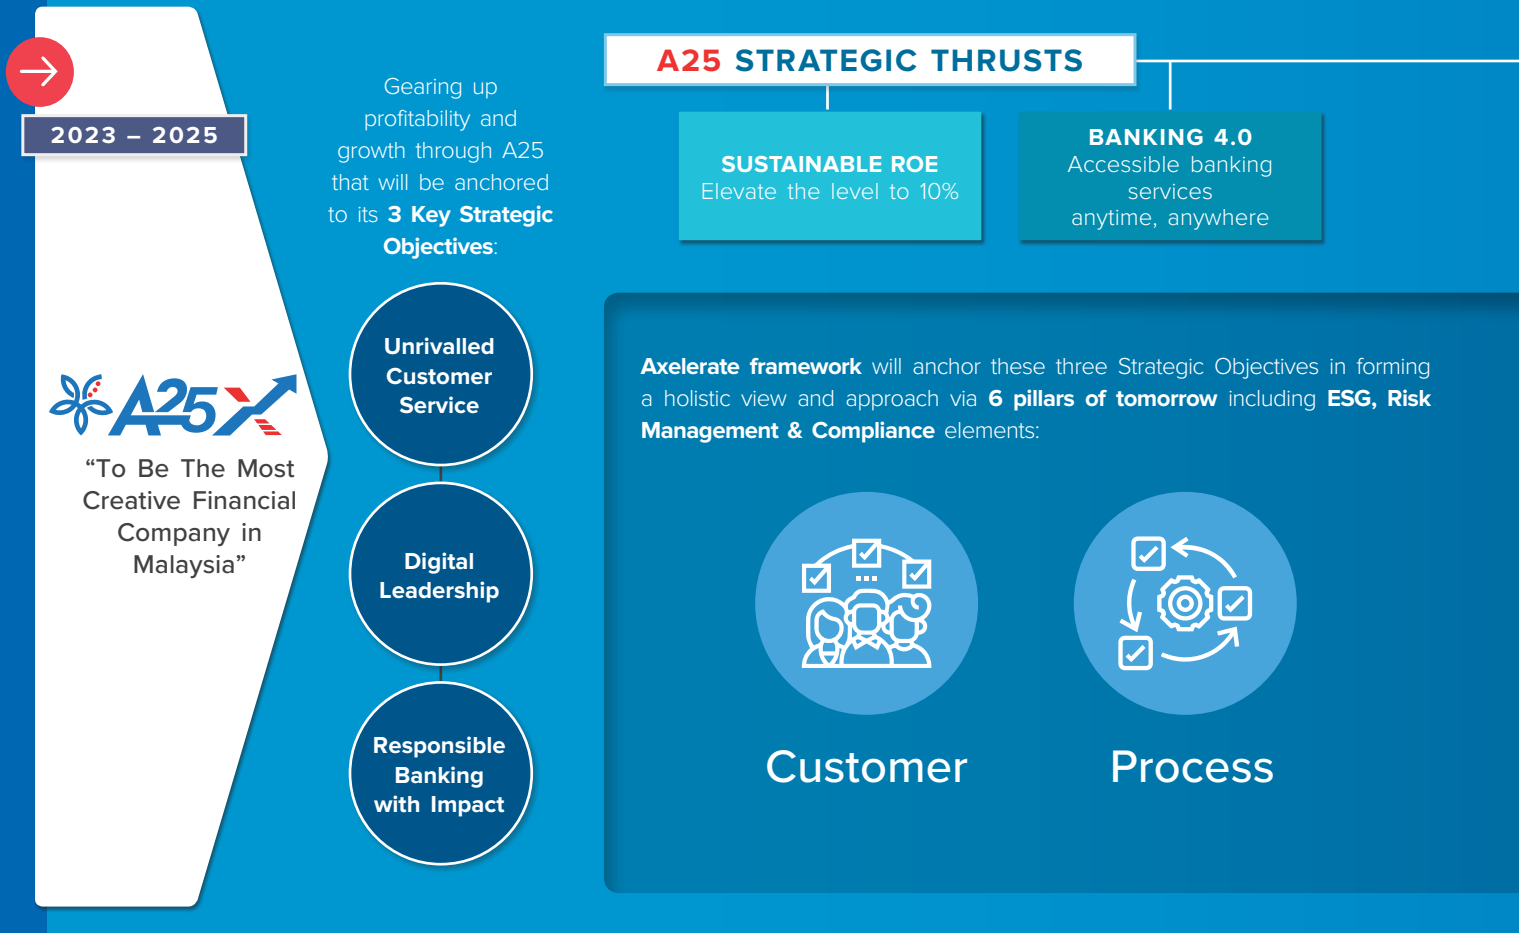 2023 – 2025
A25X
“To Be The Most
Creative Financial
Company in
Malaysia”
Gearing up
profitability and
growth through A25
that will be anchored
to its 3 Key Strategic
Objectives:
Unrivalled
Customer
Service
Digital
Leadership
Responsible
Banking
with Impact
A25 STRATEGIC THRUSTS
SUSTAINABLE ROE
Elevate the level to 10%
BANKING 4.0
Accessible banking
services
anytime, anywhere
Axelerate framework will anchor these three Strategic Objectives in forming
a holistic view and approach via 6 pillars of tomorrow including ESG, Risk
Management & Compliance elements:
Customer
Process